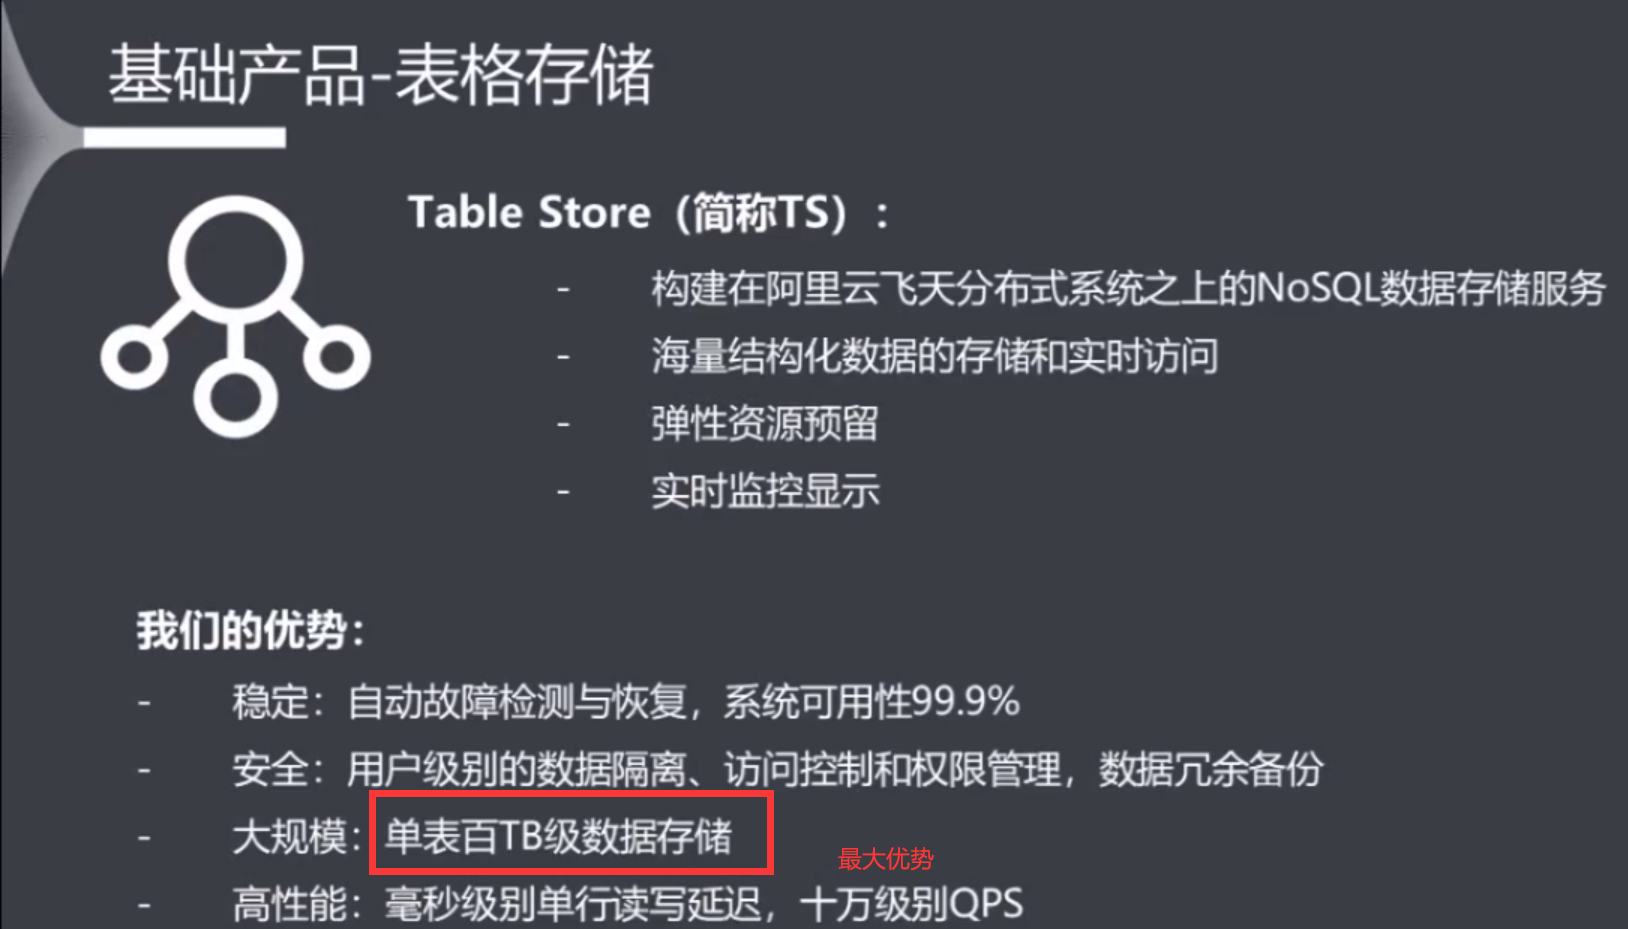 基础产品-表格存储
Table Store（简称TS）:
- 构建在阿里云飞天分布式系统之上的NoSQL数据存储服务
- 海量结构化数据的存储和实时访问
- 弹性资源预留
- 实时监控显示
我们的优势:
- 稳定：自动故障检测与恢复，系统可用性99.9%
- 安全：用户级别的数据隔离、访问控制和权限管理，数据冗余备份
- 大规模：单表百TB级数据存储
最大优势
- 高性能：毫秒级别单行读写延迟，十万级别QPS